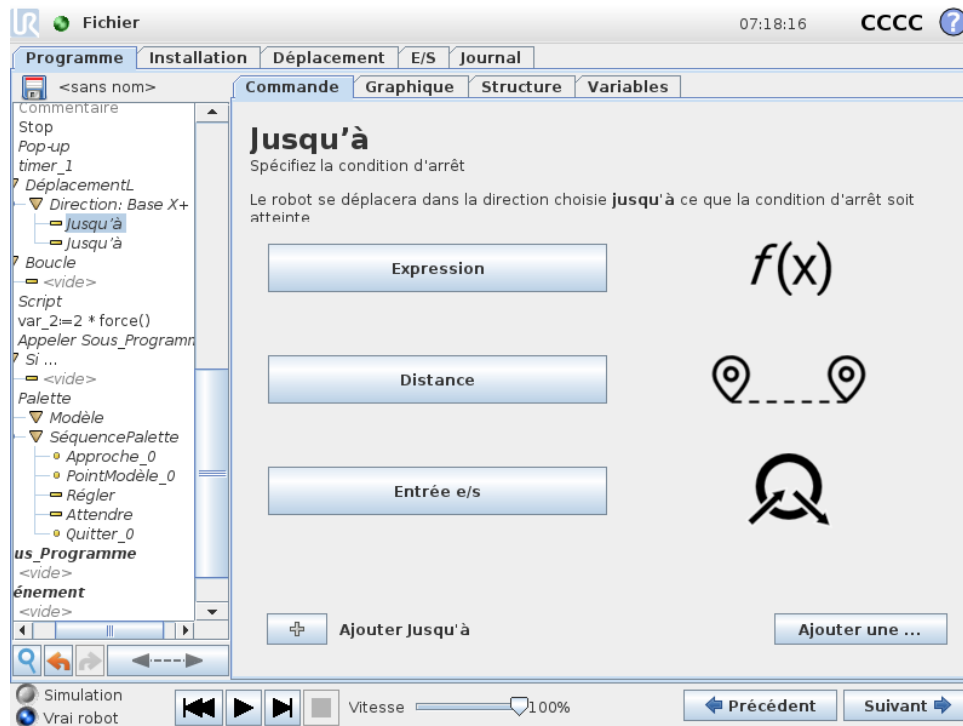 UR Fichier 07:18:16 CCCC ?
Programme Installation Déplacement E/S Journal
<sans nom> Commande Graphique Structure Variables
Commentaire
Stop
Pop-up
timer_1
DéplacementL
Direction: Base X+
Jusqu'à
Jusqu'à
Boucle
<vide>
Script
var_2:=2 * force()
Appeler Sous_Programm
Si ...
<vide>
Palette
Modèle
SéquencePalette
Approche_0
PointModèle_0
Régler
Attendre
Quitter_0
us_Programme
<vide>
énement
<vide>
Jusqu'à
Spécifiez la condition d'arrêt
Le robot se déplacera dans la direction choisie jusqu'à ce que la condition d'arrêt soit
atteinte
Expression f(x)
Distance
Entrée e/s
Ajouter Jusqu'à Ajouter une ...
Simulation
Vrai robot
Vitesse 100% Précédent Suivant